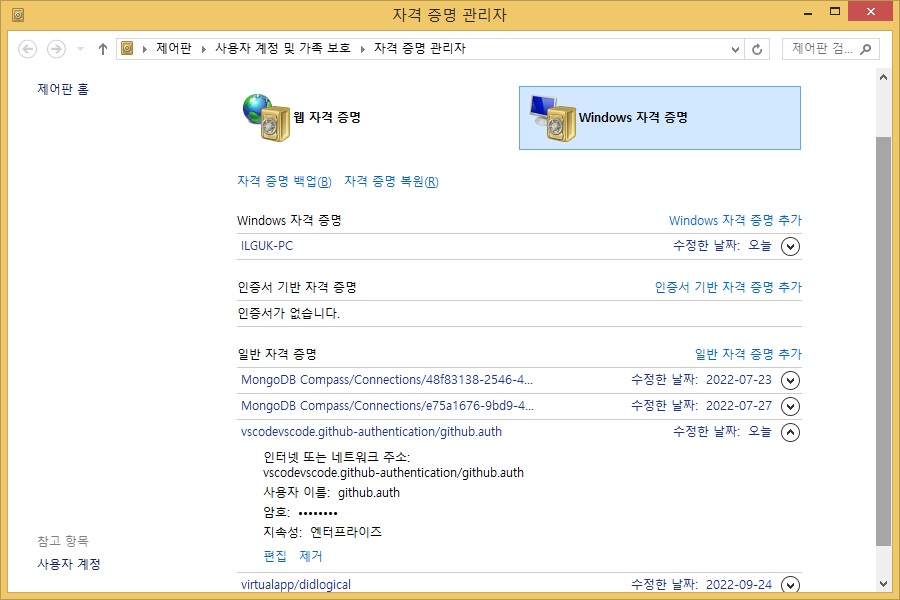 자격 증명 관리자
제어판 사용자 계정 및 가족 보호 자격 증명 관리자 제어판 검...
제어판 홈
웹 자격 증명 Windows 자격 증명
자격 증명 백업(B) 자격 증명 복원(R)
Windows 자격 증명 Windows 자격 증명 추가
ILGUK-PC 수정한 날짜: 오늘
인증서 기반 자격 증명 인증서 기반 자격 증명 추가
인증서가 없습니다.
일반 자격 증명 일반 자격 증명 추가
MongoDB Compass/Connections/48f83138-2546-4... 수정한 날짜: 2022-07-23
MongoDB Compass/Connections/e75a1676-9bd9-4... 수정한 날짜: 2022-07-27
vscodevscode.github-authentication/github.auth 수정한 날짜: 오늘
인터넷 또는 네트워크 주소:
vscodevscode.github-authentication/github.auth
사용자 이름: github.auth
암호: ••••••••
지속성: 엔터프라이즈
편집 제거
virtualapp/didlogical 수정한 날짜: 2022-09-24
참고 항목
사용자 계정